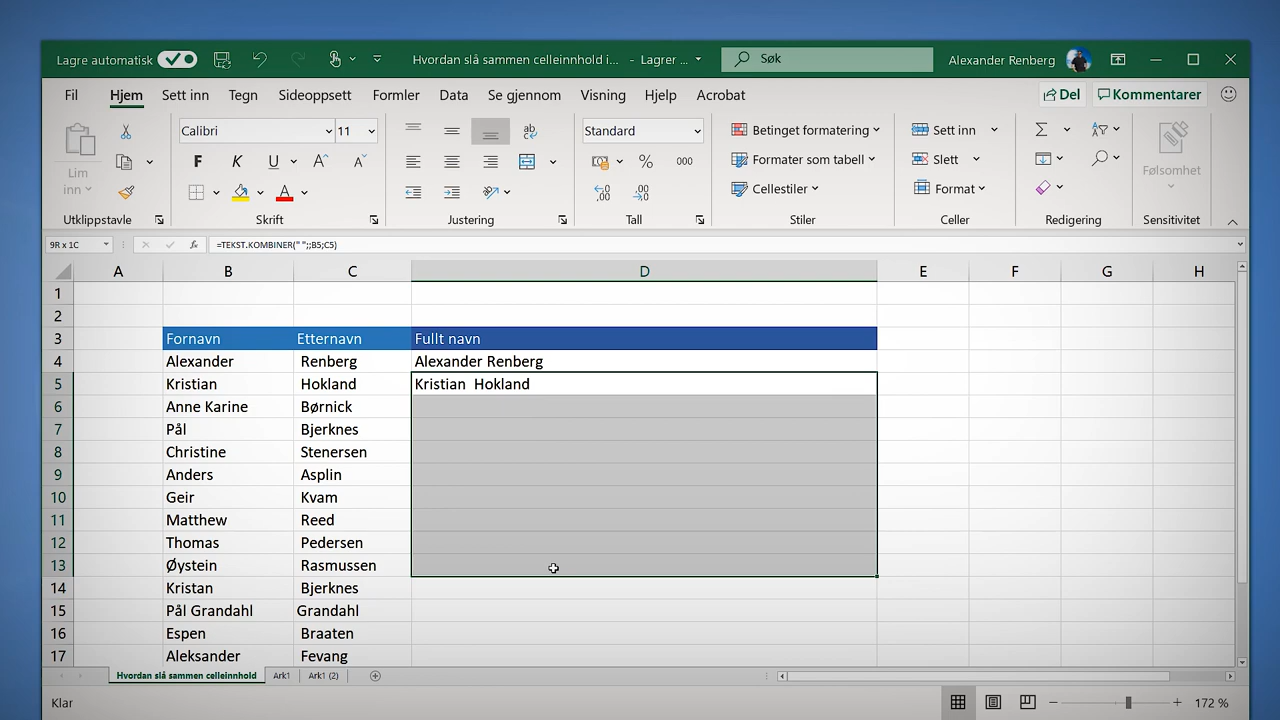 Lagre automatisk Hvordan slå sammen celleinnhold i... - Lagrer ... Søk Alexander Renberg
Fil Hjem Sett inn Tegn Sideoppsett Formler Data Se gjennom Visning Hjelp Acrobat Del Kommentarer
Calibri 11 ab Standard Betinget formatering Sett inn
Lim inn F K U A A % 000 Formater som tabell Slett Følsomhet
A Cellestiler Format
Utklippstavle Skrift Justering Tall Stiler Celler Redigering Sensitivitet
9R x 1C fx =TEKST.KOMBINER(" ";;B5;C5)
A B C D E F G H
1
2
3 Fornavn Etternavn Fullt navn
4 Alexander Renberg Alexander Renberg
5 Kristian Hokland Kristian  Hokland
6 Anne Karine Børnick
7 Pål Bjerknes
8 Christine Stenersen
9 Anders Asplin
10 Geir Kvam
11 Matthew Reed
12 Thomas Pedersen
13 Øystein Rasmussen
14 Kristan Bjerknes
15 Pål Grandahl Grandahl
16 Espen Braaten
17 Aleksander Fevang
Hvordan slå sammen celleinnhold Ark1 Ark1 (2)
Klar 172 %